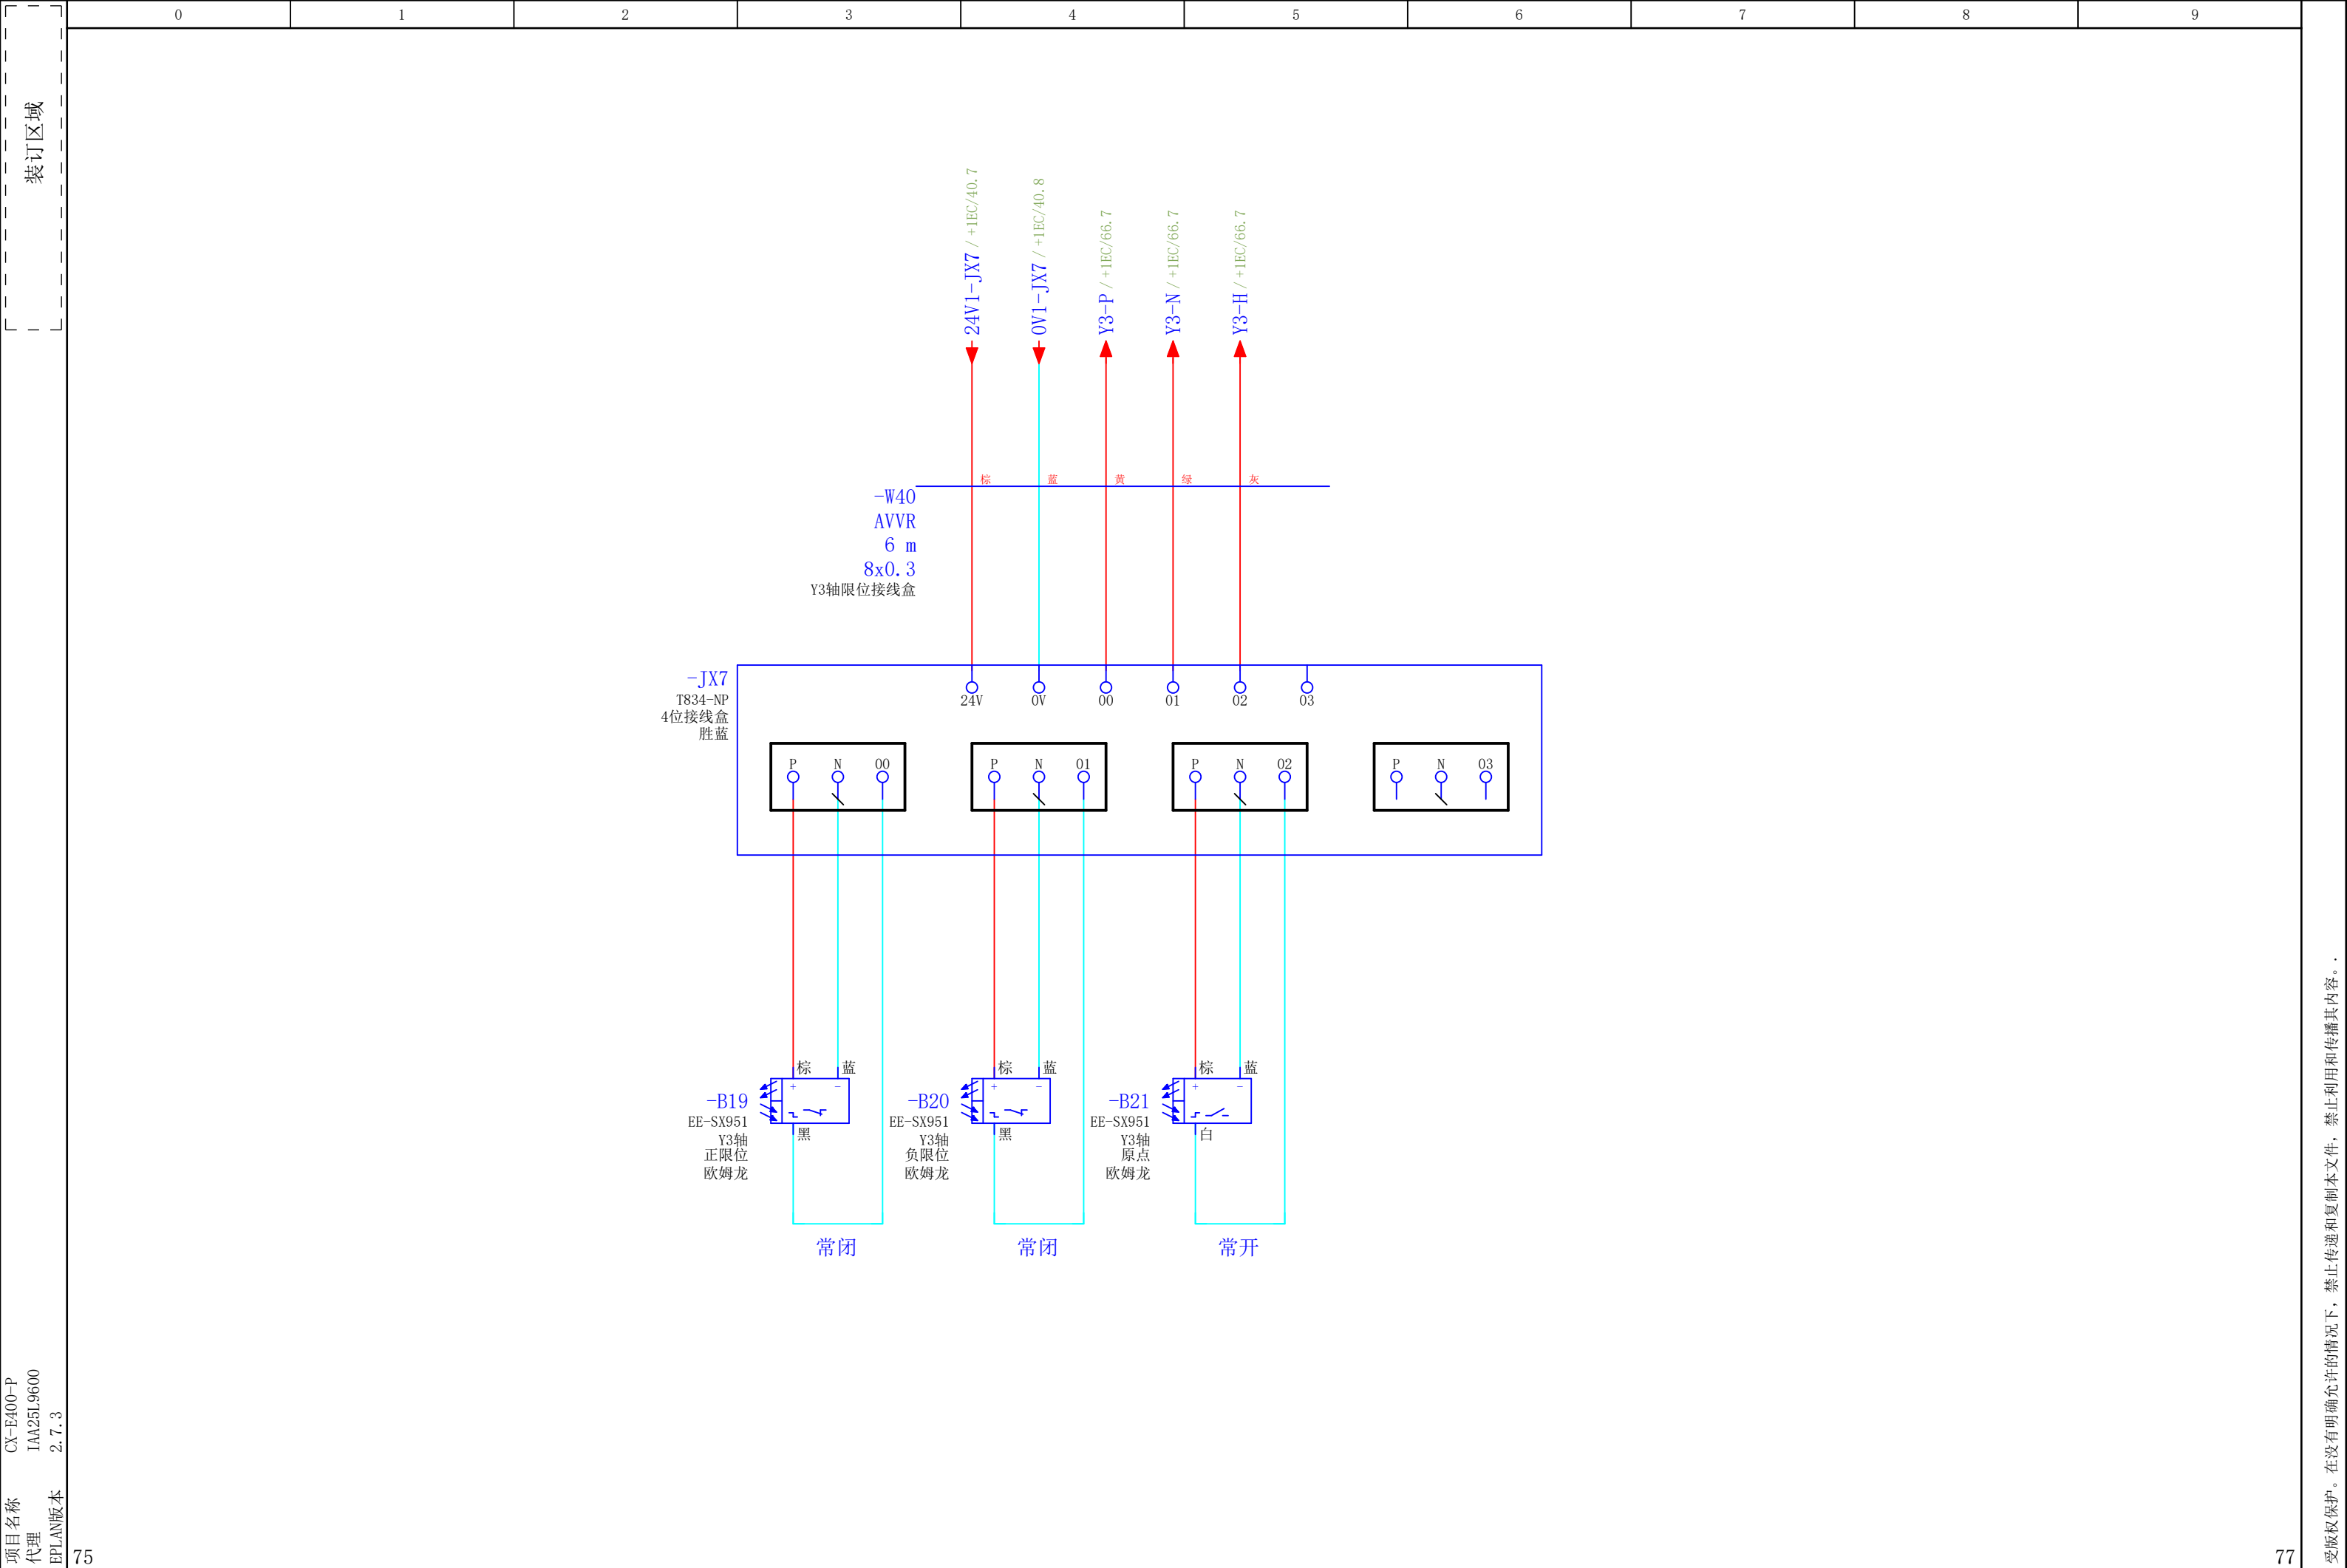 0 1 2 3 4 5 6 7 8 9
装订区域
24V1-JX7 / +1EC/40.7
0V1-JX7 / +1EC/40.8
Y3-P / +1EC/66.7
Y3-N / +1EC/66.7
Y3-H / +1EC/66.7
棕 蓝 黄 绿 灰
-W40
AVVR
6 m
8x0.3
Y3轴限位接线盒
-JX7
T834-NP
4位接线盒
胜蓝
24V 0V 00 01 02 03
P N 00 P N 01 P N 02 P N 03
棕 蓝 棕 蓝 棕 蓝
+ - + - + -
-B19
EE-SX951
Y3轴
正限位
欧姆龙
黑
-B20
EE-SX951
Y3轴
负限位
欧姆龙
黑
-B21
EE-SX951
Y3轴
原点
欧姆龙
白
常闭 常闭 常开
项目名称 CX-E400-P
代理 IAA25L9600
EPLAN版本 2.7.3
75
77
受版权保护。在没有明确允许的情况下，禁止传递和复制本文件，禁止利用和传播其内容。.